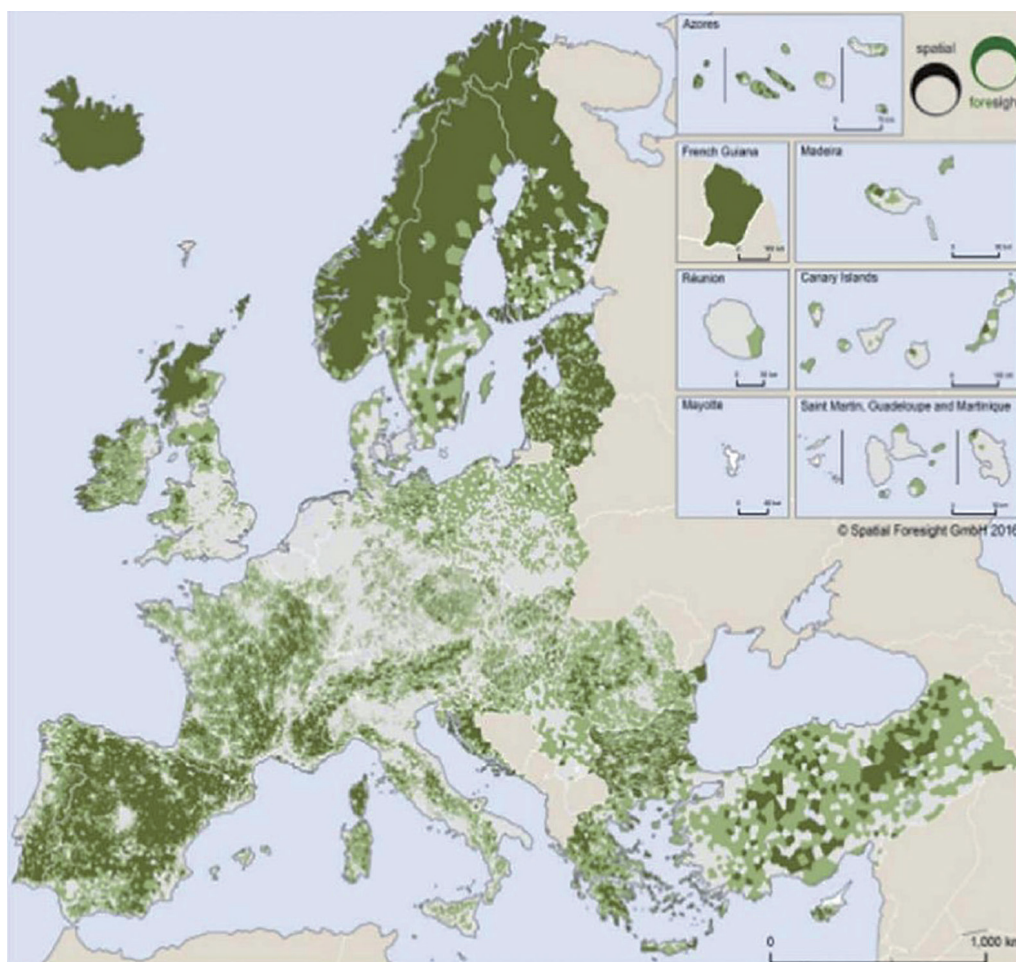 Azores
spatial
foresight
French Guiana
Madeira
Réunion
Canary Islands
Mayotte
Saint Martin, Guadeloupe and Martinique
© Spatial Foresight GmbH 2016
0
1,000 km